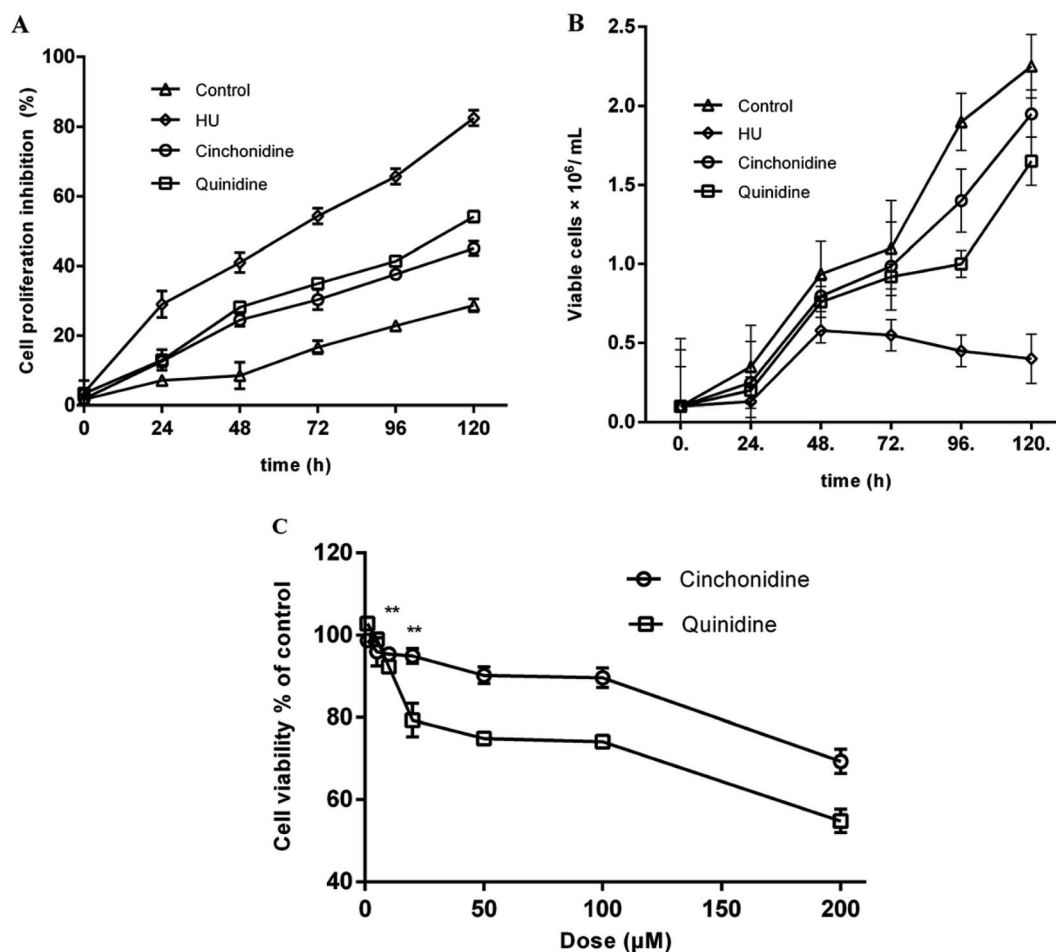 A
Cell proliferation inhibition (%)
100
80
60
40
20
0
Control
HU
Cinchonidine
Quinidine
0 24 48 72 96 120
time (h)
B
Viable cells × 10⁶/ mL
2.5
2.0
1.5
1.0
0.5
0.0
Control
HU
Cinchonidine
Quinidine
0. 24. 48. 72. 96. 120.
time (h)
C
Cell viability % of control
120
100
80
60
40
** **
Cinchonidine
Quinidine
0 50 100 150 200
Dose (µM)